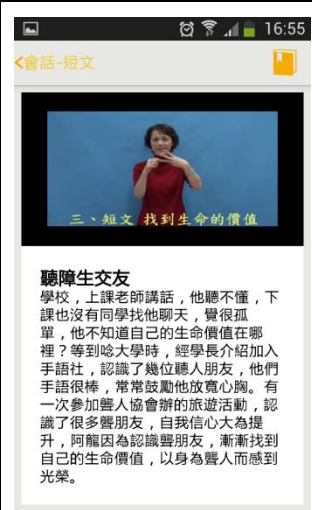 16:55
會話-短文
三、短文 找到生命的價值
聽障生交友
學校，上課老師講話，他聽不懂，下
課也沒有同學找他聊天，覺很孤
單，他不知道自己的生命價值在哪
裡？等到唸大學時，經學長介紹加入
手語社，認識了幾位聽人朋友，他們
手語很棒，常常鼓勵他放寬心胸。有
一次參加聾人協會辦的旅遊活動，認
識了很多聾朋友，自我信心大為提
升，阿龍因為認識聾朋友，漸漸找到
自己的生命價值，以身為聾人而感到
光榮。